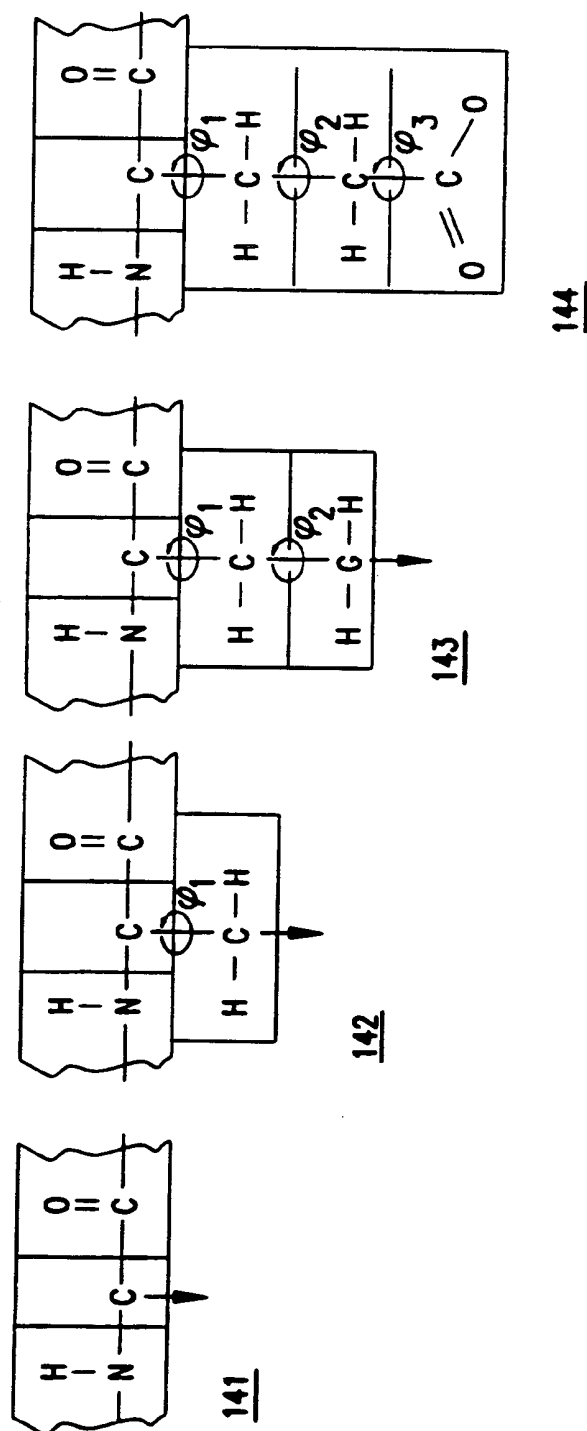 H O
–N–C–C–
141
H O
–N–C–C–
φ1
H–C–H
142
H O
–N–C–C–
φ1
H–C–H
φ2
H–G–H
143
H O
–N–C–C–
φ1
H–C–H
φ2
H–C–H
φ3
C
O O
144